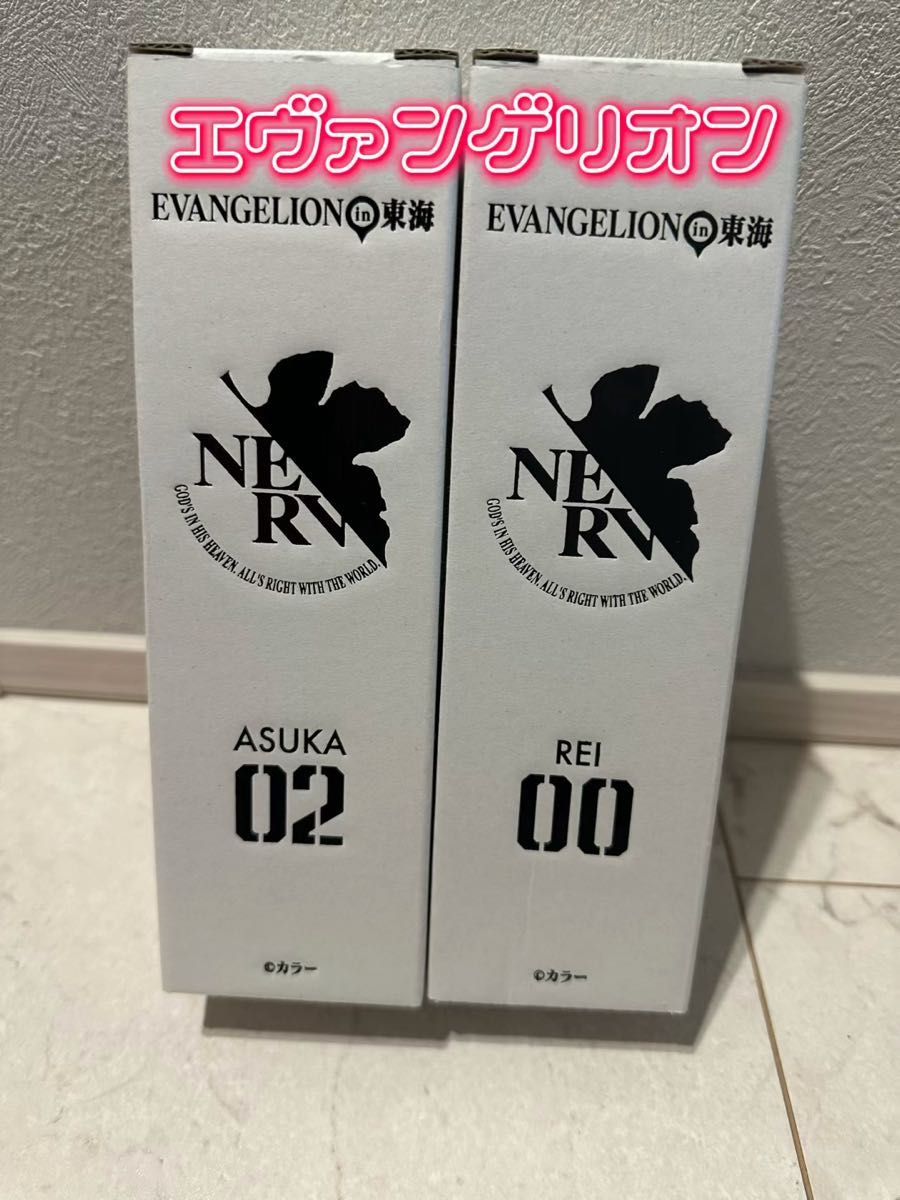 エヴァンゲリオン
EVANGELION in 東海
NERV
GOD'S IN HIS HEAVEN. ALL'S RIGHT WITH THE WORLD.
ASUKA
02
©カラー
EVANGELION in 東海
NERV
GOD'S IN HIS HEAVEN. ALL'S RIGHT WITH THE WORLD.
REI
00
©カラー